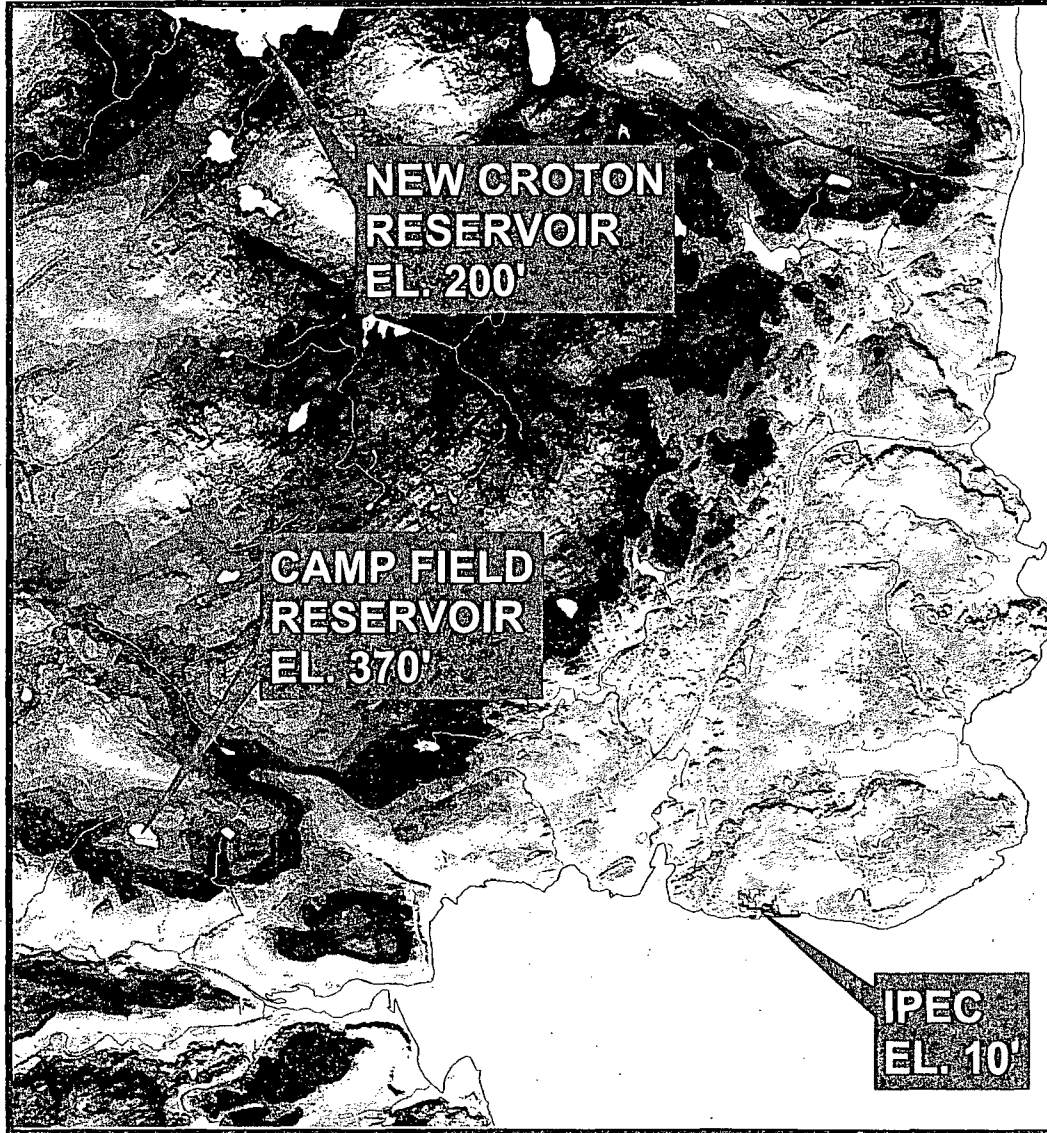 NEW CROTON
RESERVOIR
EL. 200'
CAMP FIELD
RESERVOIR
EL. 370'
IPEC
EL. 10'